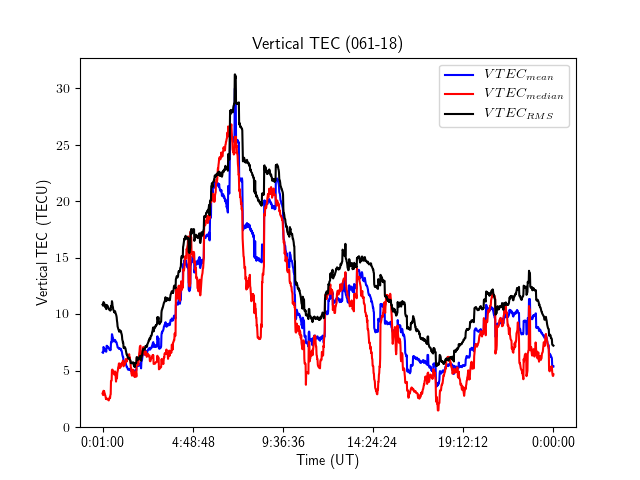 Vertical TEC (061-18)
VTEC_mean
VTEC_median
VTEC_RMS
Vertical TEC (TECU)
30
25
20
15
10
5
0
0:01:00 4:48:48 9:36:36 14:24:24 19:12:12 0:00:00
Time (UT)